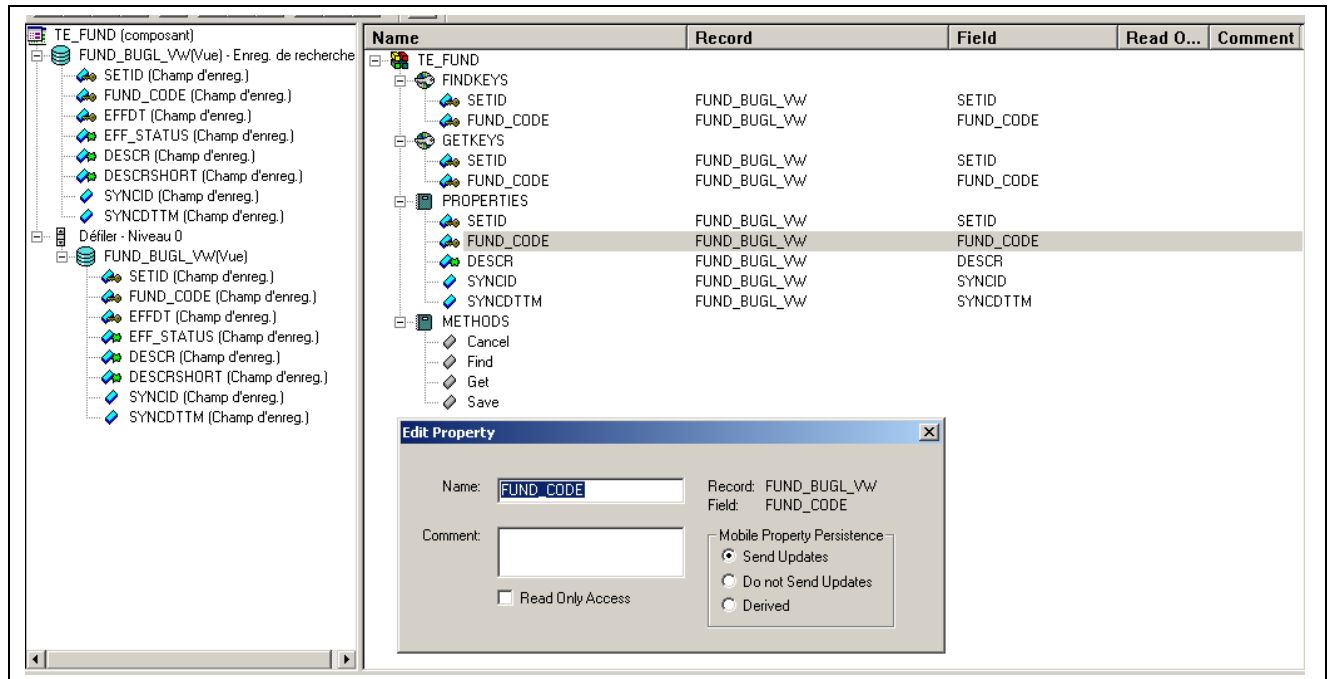 TE_FUND (composant)
FUND_BUGL_VW(Vue) - Enreg. de recherche
SETID (Champ d'enreg.)
FUND_CODE (Champ d'enreg.)
EFFDT (Champ d'enreg.)
EFF_STATUS (Champ d'enreg.)
DESCR (Champ d'enreg.)
DESCRSHORT (Champ d'enreg.)
SYNCID (Champ d'enreg.)
SYNCDTTM (Champ d'enreg.)
Défiler - Niveau 0
FUND_BUGL_VW(Vue)
SETID (Champ d'enreg.)
FUND_CODE (Champ d'enreg.)
EFFDT (Champ d'enreg.)
EFF_STATUS (Champ d'enreg.)
DESCR (Champ d'enreg.)
DESCRSHORT (Champ d'enreg.)
SYNCID (Champ d'enreg.)
SYNCDTTM (Champ d'enreg.)
Name Record Field Read O... Comment
TE_FUND
FINDKEYS
SETID FUND_BUGL_VW SETID
FUND_CODE FUND_BUGL_VW FUND_CODE
GETKEYS
SETID FUND_BUGL_VW SETID
FUND_CODE FUND_BUGL_VW FUND_CODE
PROPERTIES
SETID FUND_BUGL_VW SETID
FUND_CODE FUND_BUGL_VW FUND_CODE
DESCR FUND_BUGL_VW DESCR
SYNCID FUND_BUGL_VW SYNCID
SYNCDTTM FUND_BUGL_VW SYNCDTTM
METHODS
Cancel
Find
Get
Save
Edit Property
Name: FUND_CODE
Record: FUND_BUGL_VW
Field: FUND_CODE
Comment:
Read Only Access
Mobile Property Persistence
Send Updates
Do not Send Updates
Derived